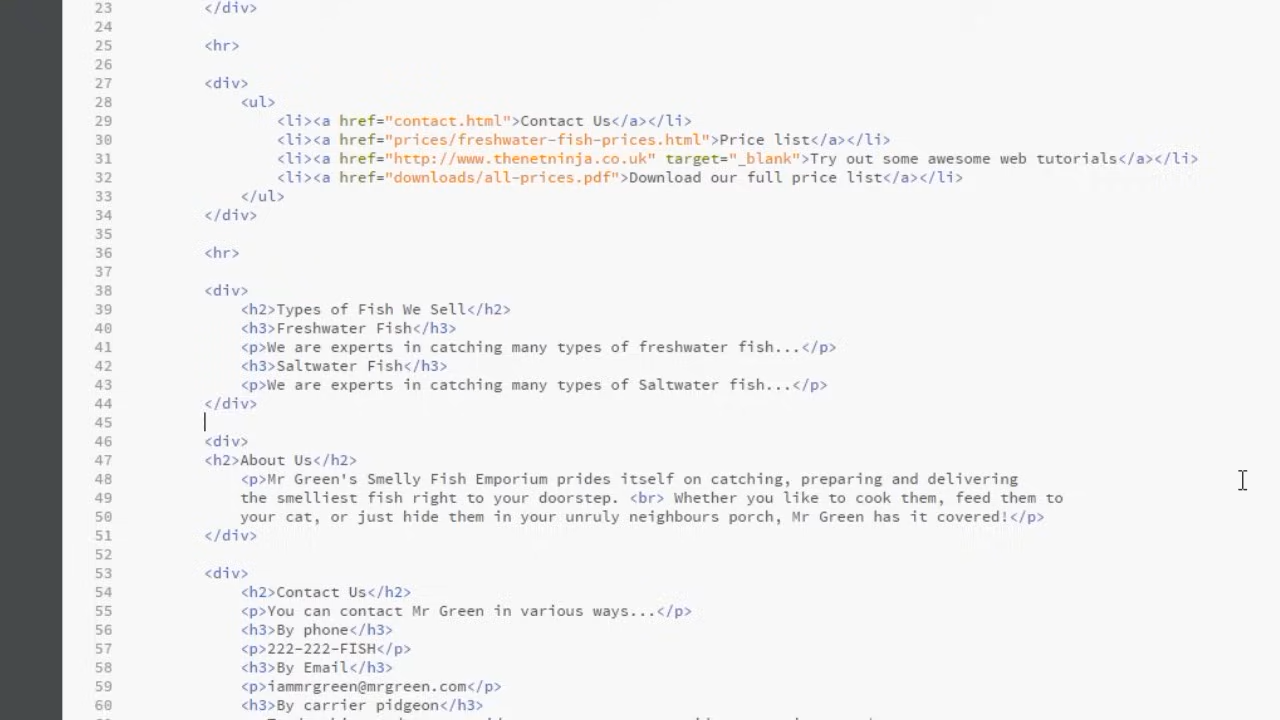 23 </div>
24
25 <hr>
26
27 <div>
28 <ul>
29 <li><a href="contact.html">Contact Us</a></li>
30 <li><a href="prices/freshwater-fish-prices.html">Price list</a></li>
31 <li><a href="http://www.thenetninja.co.uk" target="_blank">Try out some awesome web tutorials</a></li>
32 <li><a href="downloads/all-prices.pdf">Download our full price list</a></li>
33 </ul>
34 </div>
35
36 <hr>
37
38 <div>
39 <h2>Types of Fish We Sell</h2>
40 <h3>Freshwater Fish</h3>
41 <p>We are experts in catching many types of freshwater fish...</p>
42 <h3>Saltwater Fish</h3>
43 <p>We are experts in catching many types of Saltwater fish...</p>
44 </div>
45
46 <div>
47 <h2>About Us</h2>
48 <p>Mr Green's Smelly Fish Emporium prides itself on catching, preparing and delivering
49 the smelliest fish right to your doorstep. <br> Whether you like to cook them, feed them to
50 your cat, or just hide them in your unruly neighbours porch, Mr Green has it covered!</p>
51 </div>
52
53 <div>
54 <h2>Contact Us</h2>
55 <p>You can contact Mr Green in various ways...</p>
56 <h3>By phone</h3>
57 <p>222-222-FISH</p>
58 <h3>By Email</h3>
59 <p>iammrgreen@mrgreen.com</p>
60 <h3>By carrier pidgeon</h3>